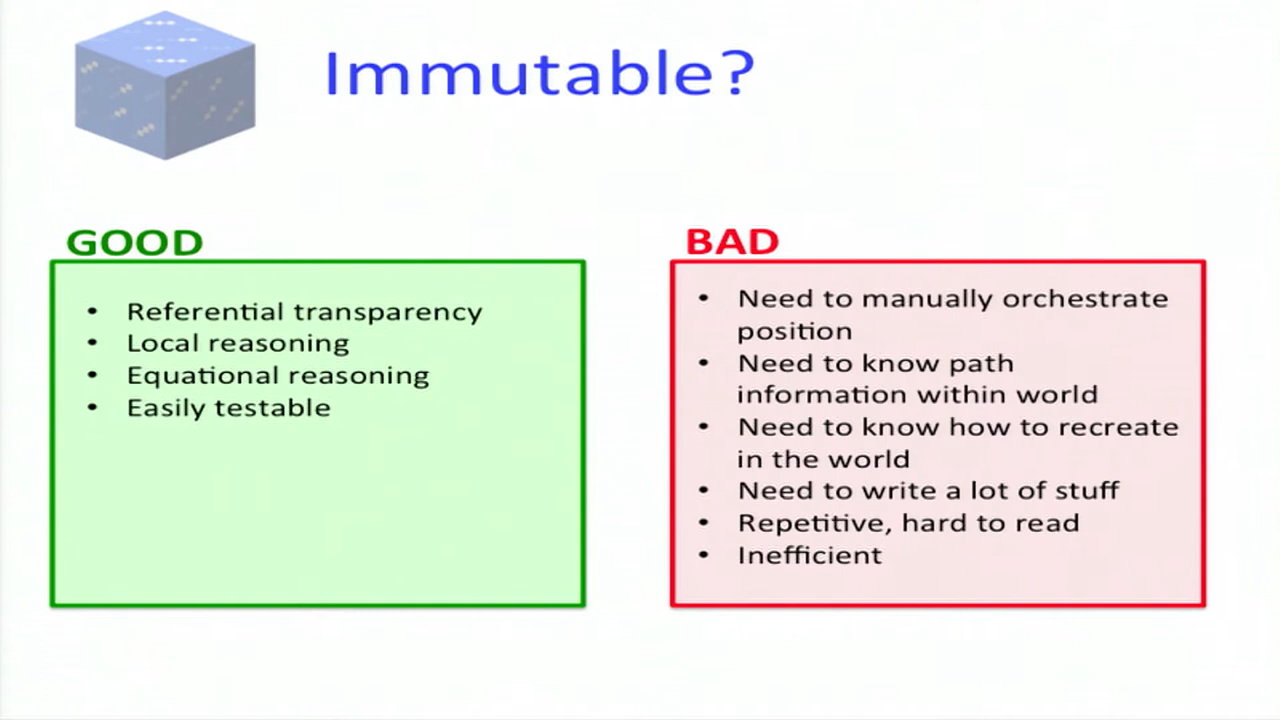 Immutable?
GOOD
• Referential transparency
• Local reasoning
• Equational reasoning
• Easily testable
BAD
• Need to manually orchestrate
position
• Need to know path
information within world
• Need to know how to recreate
in the world
• Need to write a lot of stuff
• Repetitive, hard to read
• Inefficient